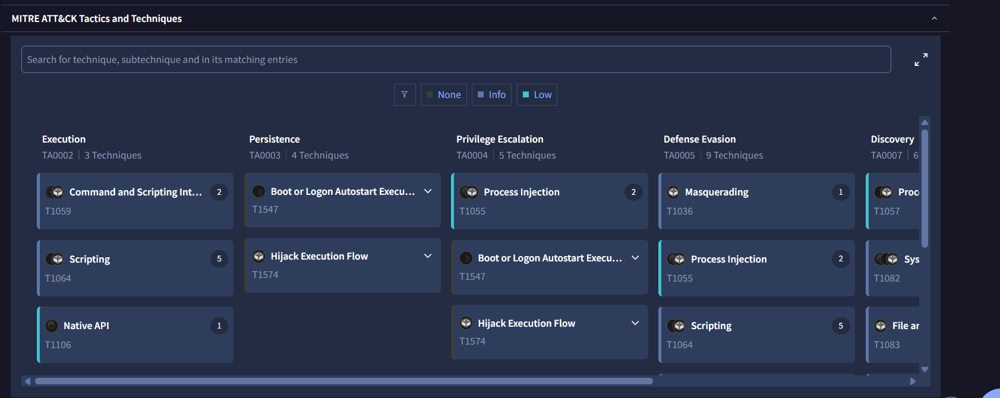 MITRE ATT&CK Tactics and Techniques
Search for technique, subtechnique and in its matching entries
None
Info
Low
Execution
TA0002 | 3 Techniques
Command and Scripting Int...
2
T1059
Scripting
5
T1064
Native API
1
T1106
Persistence
TA0003 | 4 Techniques
Boot or Logon Autostart Execu...
T1547
Hijack Execution Flow
T1574
Privilege Escalation
TA0004 | 5 Techniques
Process Injection
2
T1055
Boot or Logon Autostart Execu...
T1547
Hijack Execution Flow
T1574
Defense Evasion
TA0005 | 9 Techniques
Masquerading
1
T1036
Process Injection
2
T1055
Scripting
5
T1064
Discovery
TA0007 | 6
Proc
T1057
Sys
T1082
File ar
T1083